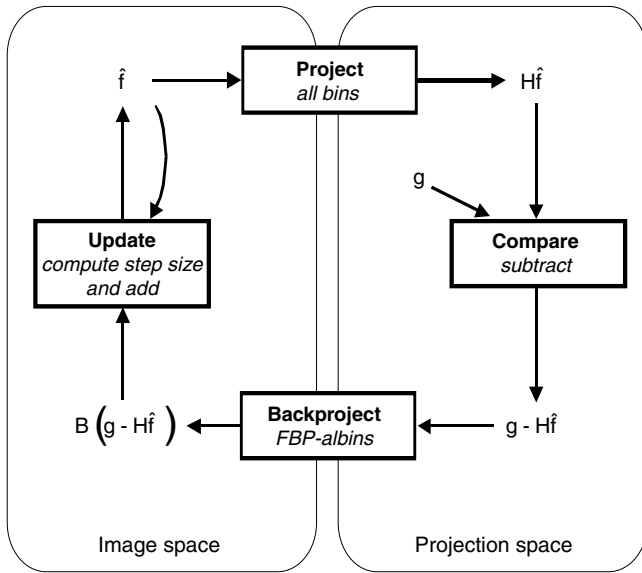 f̂
Project
all bins
Hf̂
g
Update
compute step size
and add
Compare
subtract
B(g - Hf̂)
Backproject
FBP-albins
g - Hf̂
Image space
Projection space